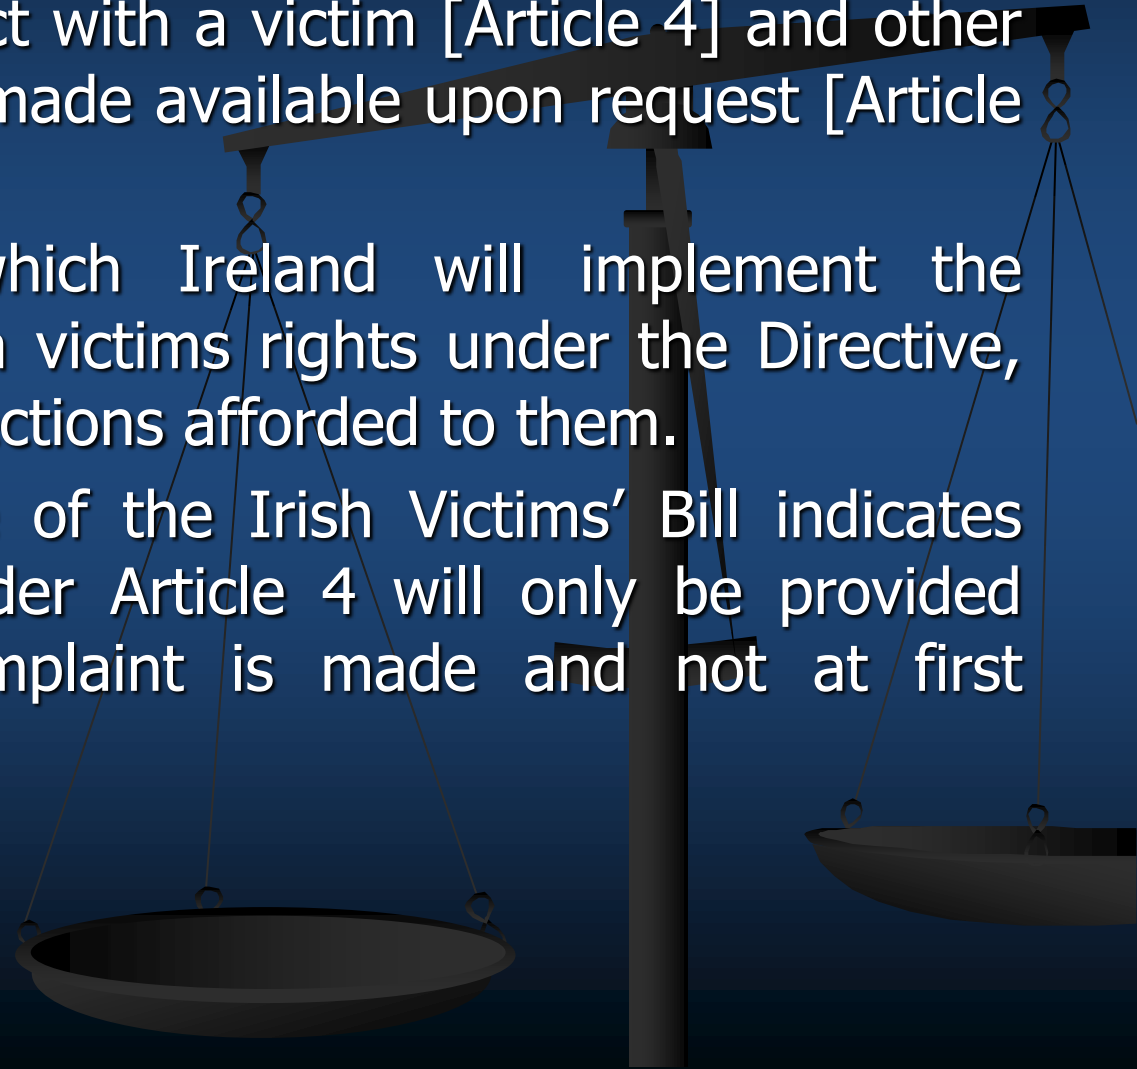 ct with a victim [Article 4] and other
made available upon request [Article
which Ireland will implement the
victims rights under the Directive,
ctions afforded to them.
of the Irish Victims’ Bill indicates
der Article 4 will only be provided
mplaint is made and not at first